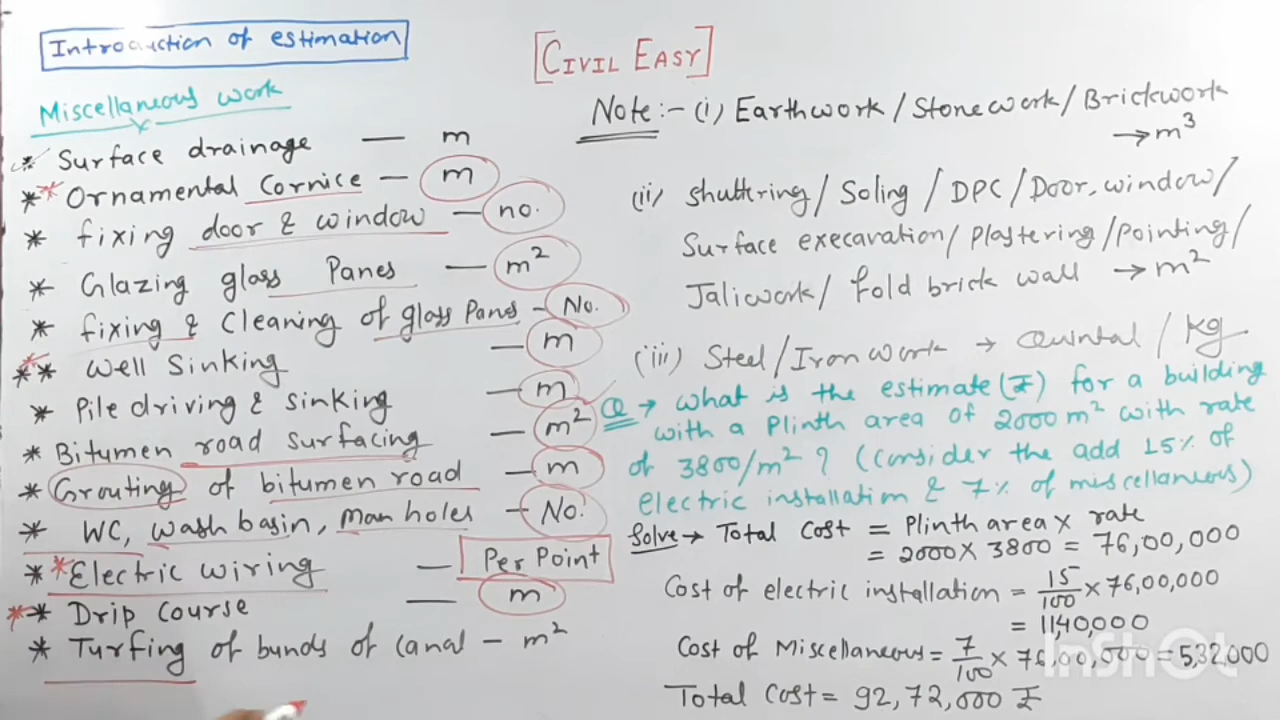 Introduction of estimation
[CIVIL EASY]
Miscellaneous work
* Surface drainage — m
** Ornamental Cornice — m
* fixing door & window — no.
* Glazing glass Panes — m²
* fixing & Cleaning of glass Panes - No.
** Well Sinking — m
* Pile driving & sinking — m
* Bitumen road surfacing — m²
* Grouting of bitumen road — m
* WC, wash basin, man holes - No.
** Electric wiring — Per Point
** Drip Course — m
* Turfing of bunds of Canal - m²
Note:- (i) Earthwork/Stonework/Brickwork
→ m³
(ii) Shuttering/Soling/DPC/Door, window/
Surface execavation/Plastering/Pointing/
Jaliwork/fold brick wall → m²
(iii) Steel/Iron work → Quintal/Kg
Q → What is the estimate (₹) for a building
with a Plinth area of 2000 m² with rate
of 3800/m² ? (Consider the add 15% of
electric installation & 7% of miscellaneous)
Solve → Total Cost = Plinth area x rate
= 2000 x 3800 = 76,00,000
Cost of electric installation = 15/100 x 76,00,000
= 11,40,000
Cost of Miscellaneous = 7/100 x 76,00,000 = 5,32,000
Total Cost = 92,72,000 ₹
InShOt